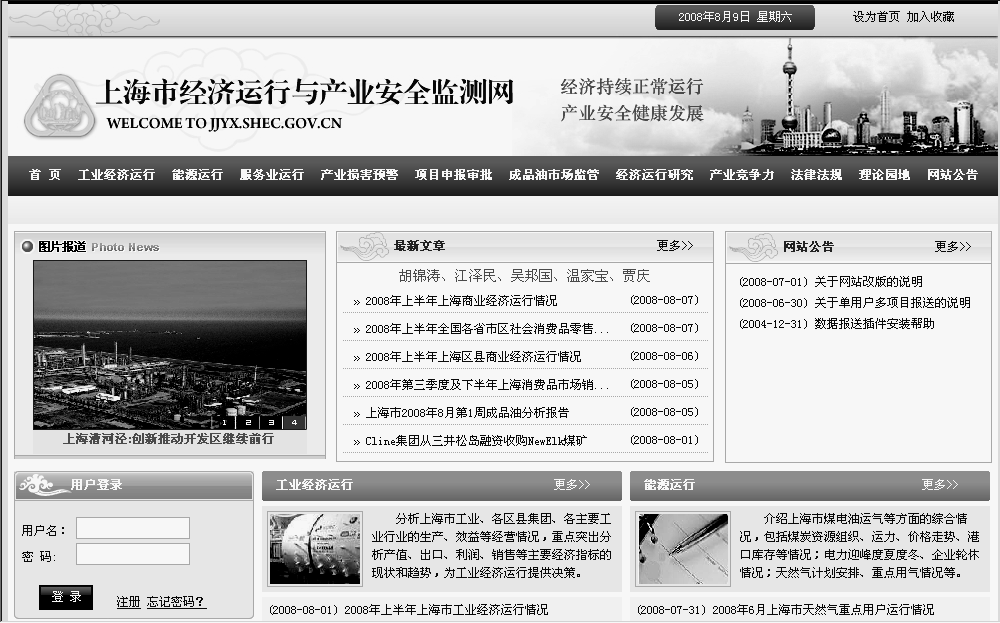 2008年8月9日 星期六
设为首页 加入收藏
上海市经济运行与产业安全监测网
WELCOME TO JJYX.SHEC.GOV.CN
经济持续正常运行
产业安全健康发展
首 页 工业经济运行 能源运行 服务业运行 产业损害预警 项目申报审批 成品油市场监管 经济运行研究 产业竞争力 法律法规 理论园地 网站公告
图片报道 Photo News
1 2 3 4
上海漕河泾:创新推动开发区继续前行
最新文章 更多>>
胡锦涛、江泽民、吴邦国、温家宝、贾庆
» 2008年上半年上海商业经济运行情况 (2008-08-07)
» 2008年上半年全国各省市区社会消费品零售... (2008-08-07)
» 2008年上半年上海区县商业经济运行情况 (2008-08-06)
» 2008年第三季度及下半年上海消费品市场销... (2008-08-05)
» 上海市2008年8月第1周成品油分析报告 (2008-08-05)
» Cline集团从三井松岛融资收购NewElk煤矿 (2008-08-01)
网站公告 更多>>
(2008-07-01) 关于网站改版的说明
(2008-06-30) 关于单用户多项目报送的说明
(2004-12-31) 数据报送插件安装帮助
用户登录
用户名：
密 码:
登 录
注册 忘记密码?
工业经济运行 更多>>
分析上海市工业、各区县集团、各主要工
业行业的生产、效益等经营情况，重点突出分
析产值、出口、利润、销售等主要经济指标的
现状和趋势，为工业经济运行提供决策。
(2008-08-01) 2008年上半年上海市工业经济运行情况
能源运行 更多>>
介绍上海市煤电油运气等方面的综合情
况，包括煤炭资源组织、运力、价格走势、港
口库存等情况；电力迎峰度夏度冬、企业轮休
情况；天然气计划安排、重点用气情况等。
(2008-07-31) 2008年6月上海市天然气重点用户运行情况